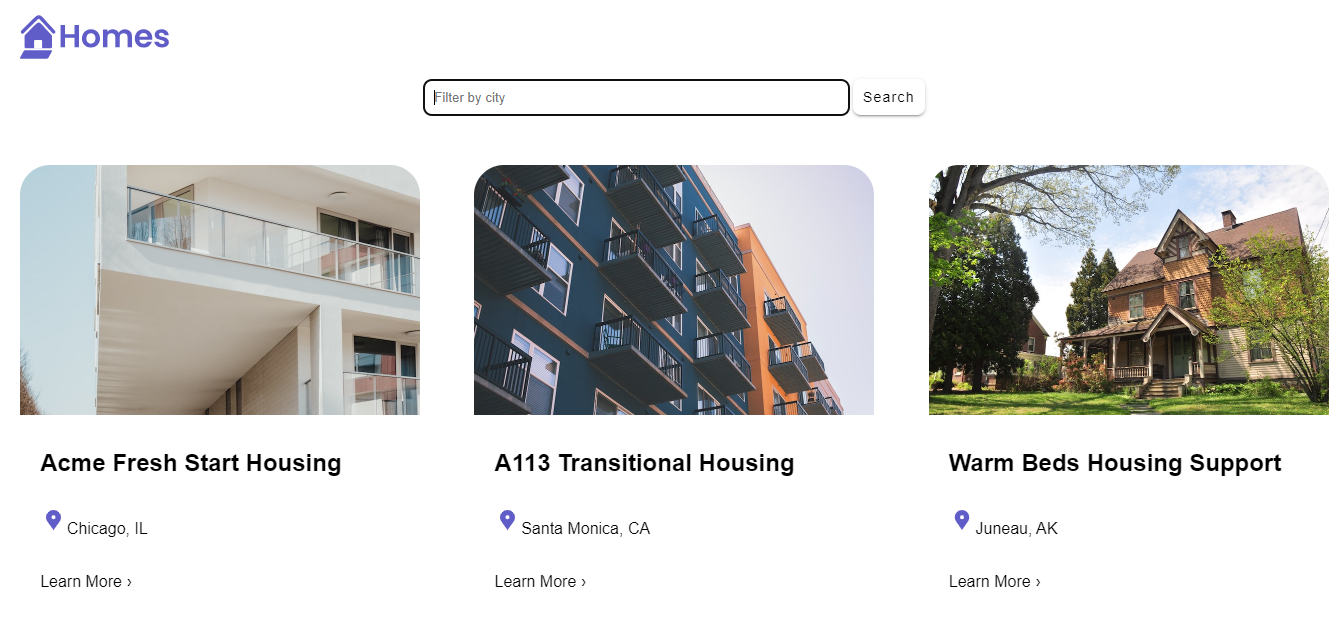 Homes
Filter by city
Search
Acme Fresh Start Housing
Chicago, IL
Learn More ›
A113 Transitional Housing
Santa Monica, CA
Learn More ›
Warm Beds Housing Support
Juneau, AK
Learn More ›